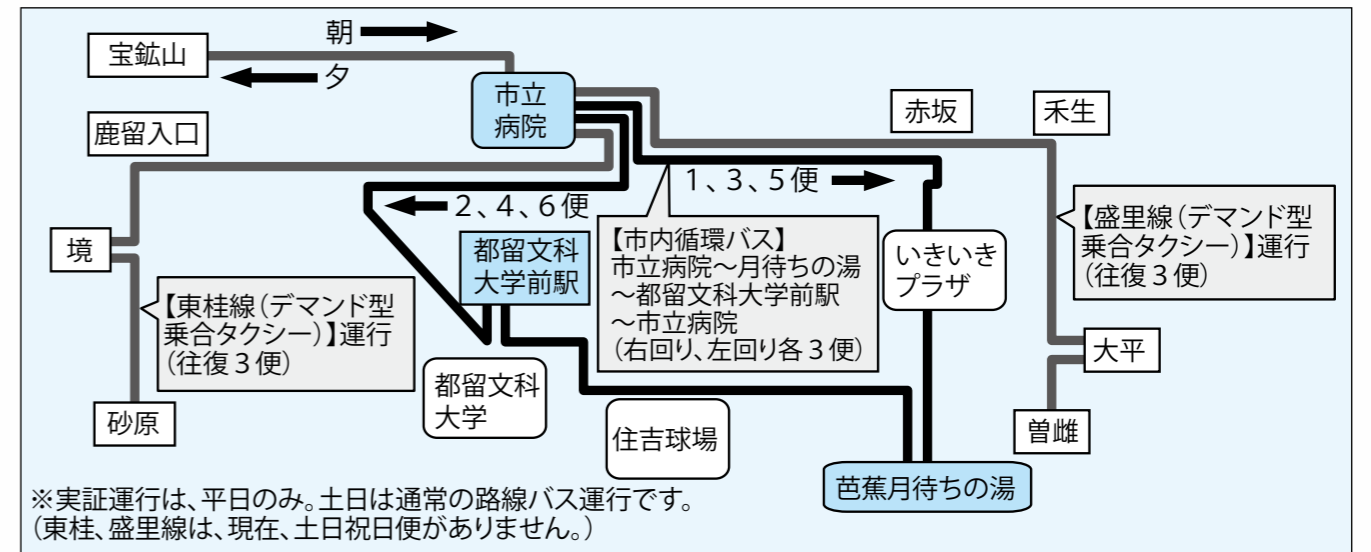 朝
宝鉱山
夕
市立
病院
赤坂
禾生
鹿留入口
1、3、5便
2、4、6便
境
都留文科
大学前駅
【市内循環バス】
市立病院~月待ちの湯
~都留文科大学前駅
~市立病院
(右回り、左回り各3便)
いきいき
プラザ
【盛里線(デマンド型
乗合タクシー)】運行
(往復3便)
【東桂線(デマンド型
乗合タクシー)】運行
(往復3便)
大平
都留文科
大学
砂原
住吉球場
曽雌
芭蕉月待ちの湯
※実証運行は、平日のみ。土日は通常の路線バス運行です。
(東桂、盛里線は、現在、土日祝日便がありません。)